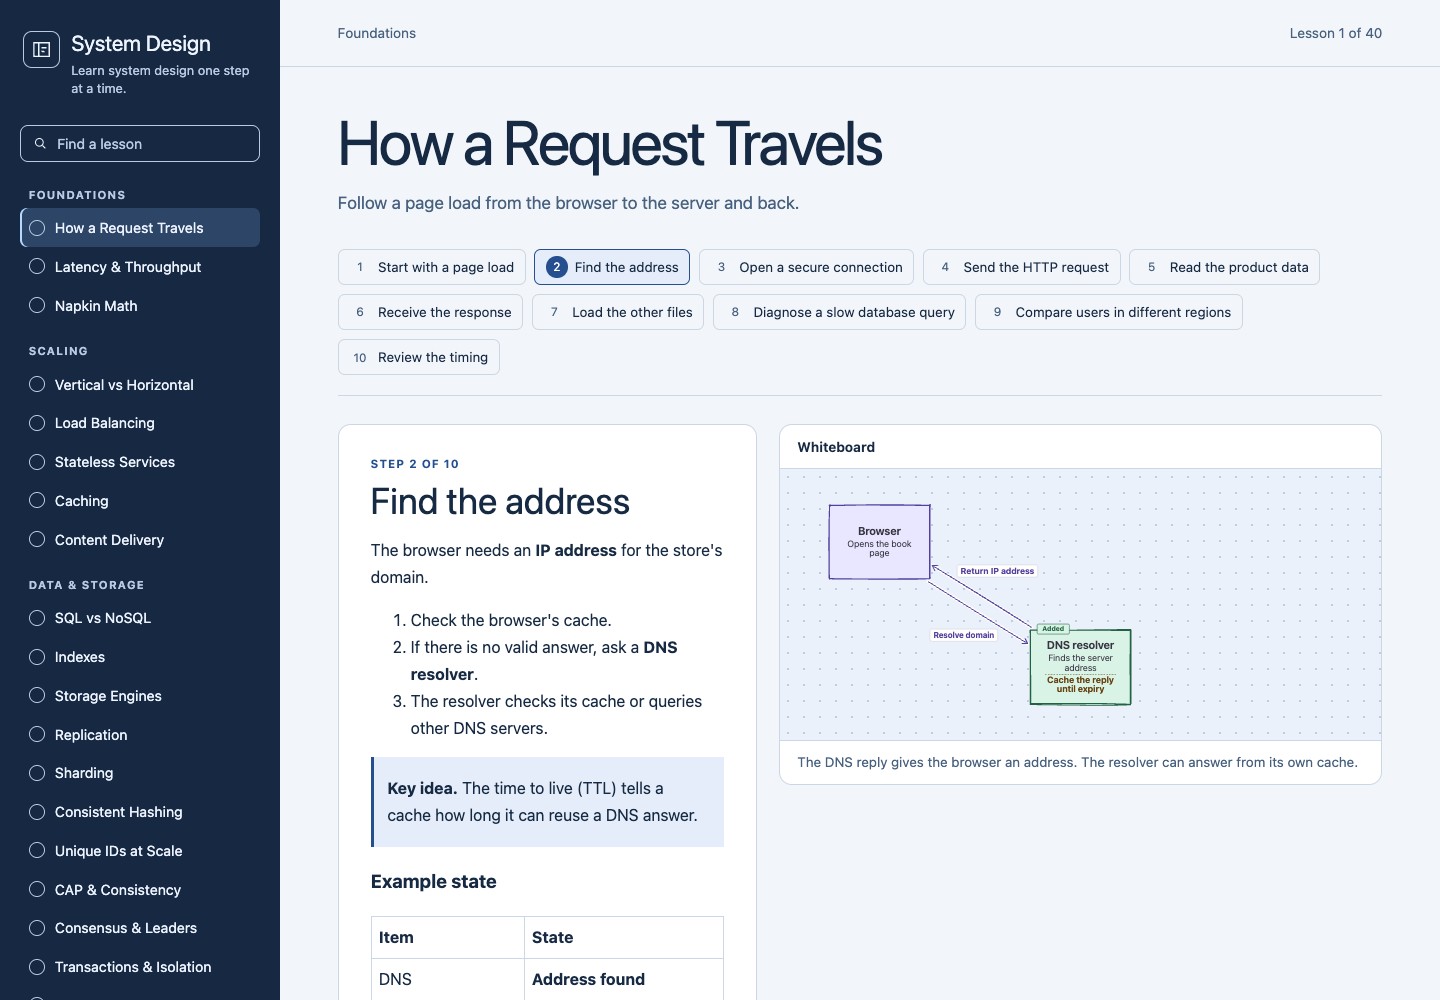 System Design
Learn system design one step
at a time.
Find a lesson
FOUNDATIONS
How a Request Travels
Latency & Throughput
Napkin Math
SCALING
Vertical vs Horizontal
Load Balancing
Stateless Services
Caching
Content Delivery
DATA & STORAGE
SQL vs NoSQL
Indexes
Storage Engines
Replication
Sharding
Consistent Hashing
Unique IDs at Scale
CAP & Consistency
Consensus & Leaders
Transactions & Isolation
Foundations
Lesson 1 of 40
How a Request Travels
Follow a page load from the browser to the server and back.
1 Start with a page load
2 Find the address
3 Open a secure connection
4 Send the HTTP request
5 Read the product data
6 Receive the response
7 Load the other files
8 Diagnose a slow database query
9 Compare users in different regions
10 Review the timing
STEP 2 OF 10
Find the address
The browser needs an IP address for the store's
domain.
1. Check the browser's cache.
2. If there is no valid answer, ask a DNS
resolver.
3. The resolver checks its cache or queries
other DNS servers.
Key idea. The time to live (TTL) tells a
cache how long it can reuse a DNS answer.
Example state
Item State
DNS Address found
Whiteboard
Browser
Opens the book
page
Return IP address
Resolve domain
Added
DNS resolver
Finds the server
address
Cache the reply
until expiry
The DNS reply gives the browser an address. The resolver can answer from its own cache.